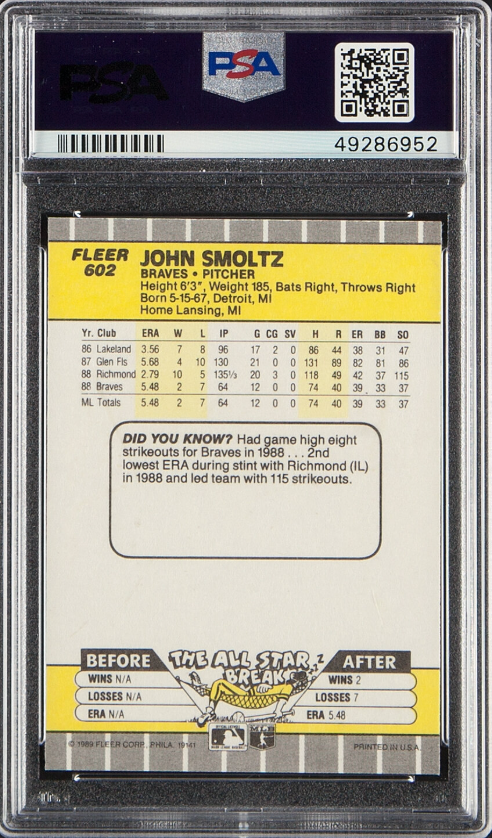 PSA
PSA
49286952
FLEER
602
JOHN SMOLTZ
BRAVES • PITCHER
Height 6'3", Weight 185, Bats Right, Throws Right
Born 5-15-67, Detroit, MI
Home Lansing, MI
Yr. Club ERA W L IP G CG SV H R ER BB SO
86 Lakeland 3.56 7 8 96 17 2 0 86 44 38 31 47
87 Glen Fls 5.68 4 10 130 21 0 0 131 89 82 81 86
88 Richmond 2.79 10 5 135⅓ 20 3 0 118 49 42 37 115
88 Braves 5.48 2 7 64 12 0 0 74 40 39 33 37
ML Totals 5.48 2 7 64 12 0 0 74 40 39 33 37
DID YOU KNOW? Had game high eight
strikeouts for Braves in 1988 . . . 2nd
lowest ERA during stint with Richmond (IL)
in 1988 and led team with 115 strikeouts.
BEFORE THE ALL STAR BREAK AFTER
WINS N/A WINS 2
LOSSES N/A LOSSES 7
ERA N/A ERA 5.48
© 1989 FLEER CORP., PHILA. 19141 PRINTED IN U.S.A.